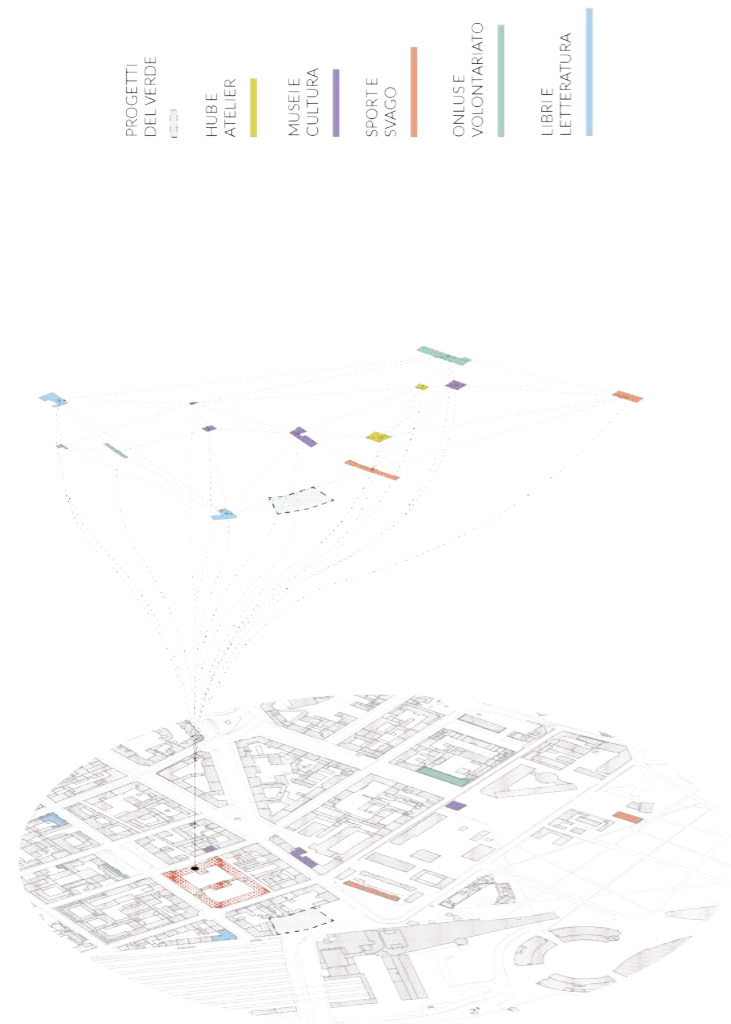 PROGETTI
DEL VERDE
HUB E
ATELIER
MUSEI E
CULTURA
SPORT E
SVAGO
ONLUS E
VOLONTARIATO
LIBRI E
LETTERATURA